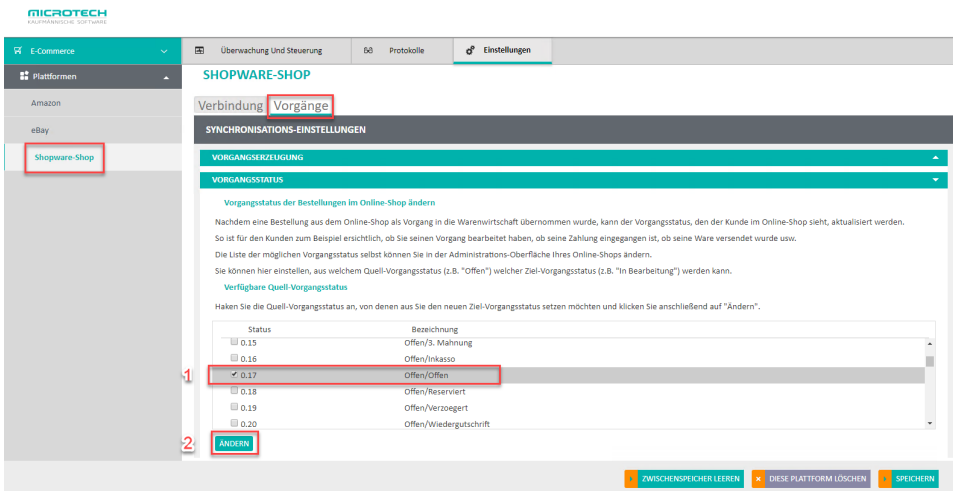 MICROTECH
KAUFMÄNNISCHE SOFTWARE
E-Commerce
Überwachung Und Steuerung
Protokolle
Einstellungen
Plattformen
Amazon
eBay
Shopware-Shop
SHOPWARE-SHOP
Verbindung
Vorgänge
SYNCHRONISATIONS-EINSTELLUNGEN
VORGANGSERZEUGUNG
VORGANGSSTATUS
Vorgangsstatus der Bestellungen im Online-Shop ändern
Nachdem eine Bestellung aus dem Online-Shop als Vorgang in die Warenwirtschaft übernommen wurde, kann der Vorgangsstatus, den der Kunde im Online-Shop sieht, aktualisiert werden.
So ist für den Kunden zum Beispiel ersichtlich, ob Sie seinen Vorgang bearbeitet haben, ob seine Zahlung eingegangen ist, ob seine Ware versendet wurde usw.
Die Liste der möglichen Vorgangsstatus selbst können Sie in der Administrations-Oberfläche Ihres Online-Shops ändern.
Sie können hier einstellen, aus welchem Quell-Vorgangsstatus (z.B. "Offen") welcher Ziel-Vorgangsstatus (z.B. "In Bearbeitung") werden kann.
Verfügbare Quell-Vorgangsstatus
Haken Sie die Quell-Vorgangsstatus an, von denen aus Sie den neuen Ziel-Vorgangsstatus setzen möchten und klicken Sie anschließend auf "Ändern".
Status Bezeichnung
0.15 Offen/3. Mahnung
0.16 Offen/Inkasso
1 0.17 Offen/Offen
0.18 Offen/Reserviert
0.19 Offen/Verzoegert
0.20 Offen/Wiedergutschrift
2 ÄNDERN
ZWISCHENSPEICHER LEEREN
DIESE PLATTFORM LÖSCHEN
SPEICHERN